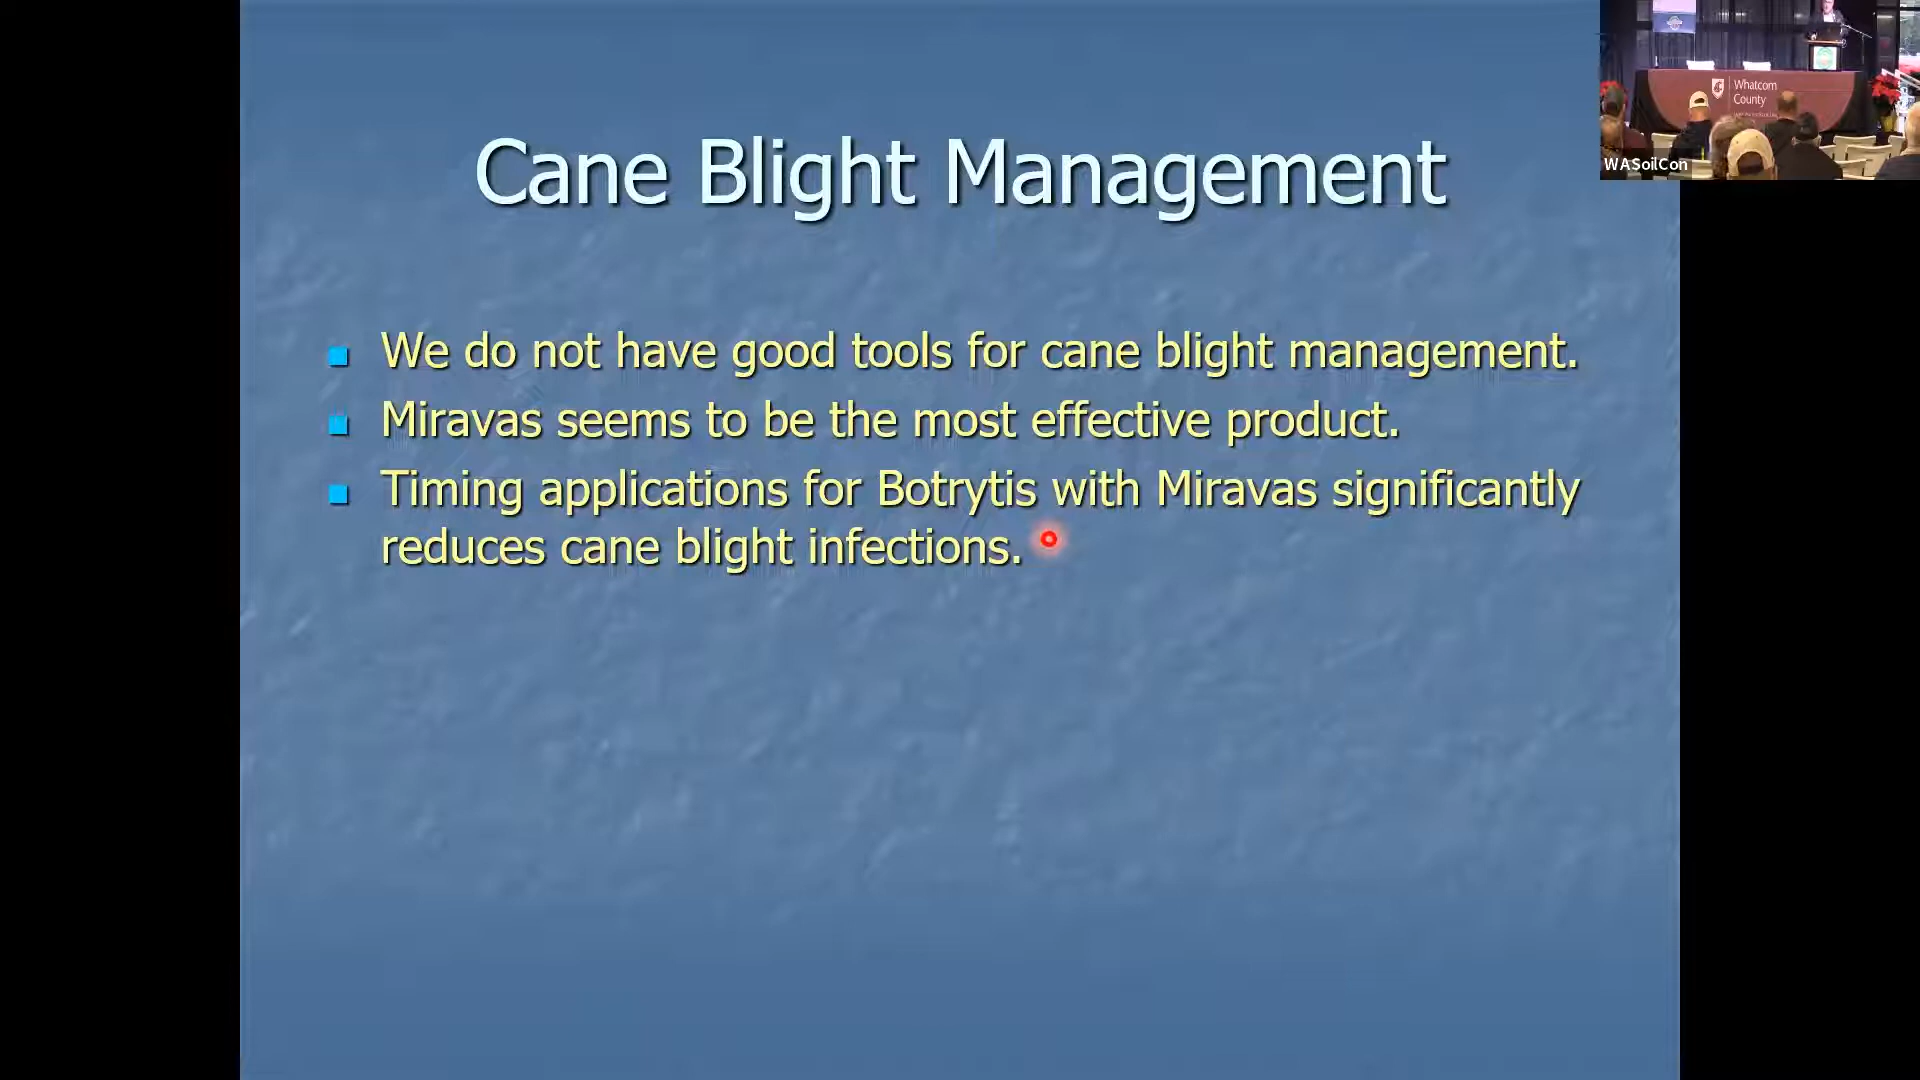 Cane Blight Management
We do not have good tools for cane blight management.
Miravas seems to be the most effective product.
Timing applications for Botrytis with Miravas significantly
reduces cane blight infections.
Whatcom
County
WASoilCon